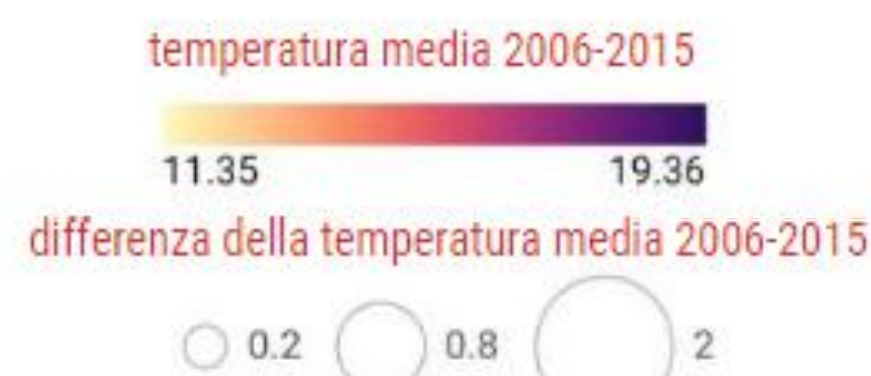 temperatura media 2006-2015
11.35 19.36
differenza della temperatura media 2006-2015
0.2 0.8 2